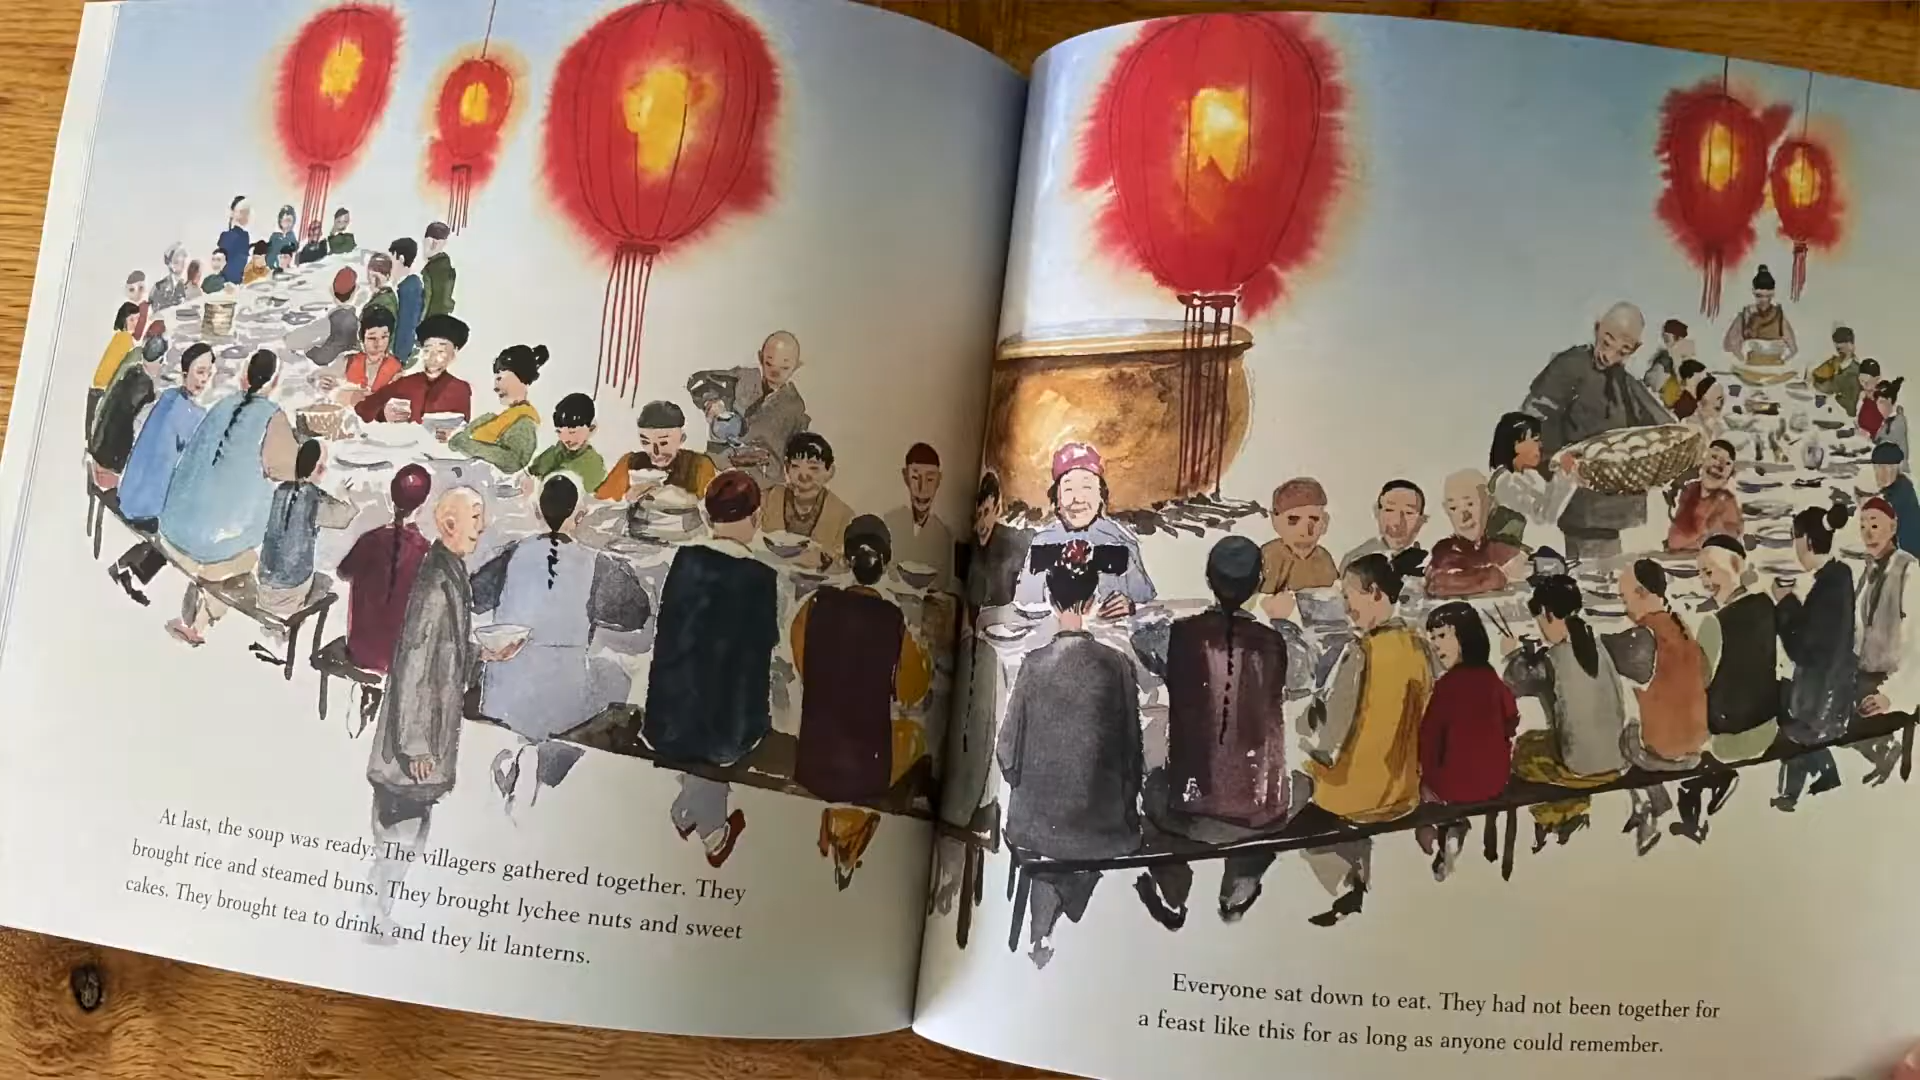 At last, the soup was ready. The villagers gathered together. They
brought rice and steamed buns. They brought lychee nuts and sweet
cakes. They brought tea to drink, and they lit lanterns.
Everyone sat down to eat. They had not been together for
a feast like this for as long as anyone could remember.